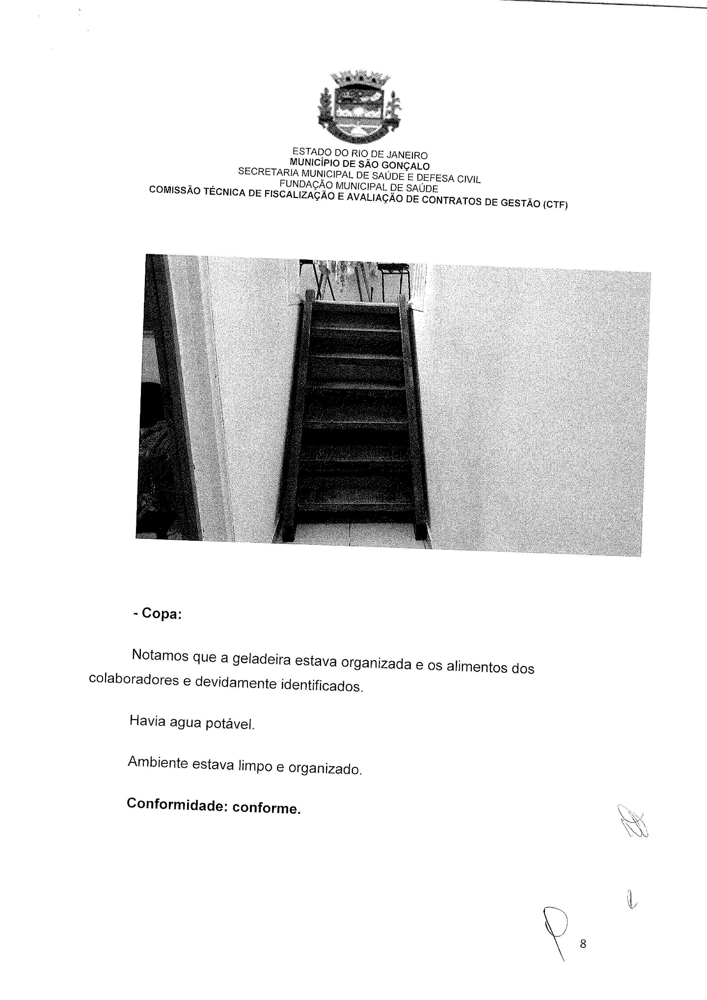 ESTADO DO RIO DE JANEIRO
MUNICÍPIO DE SÃO GONÇALO
SECRETARIA MUNICIPAL DE SAÚDE E DEFESA CIVIL
FUNDAÇÃO MUNICIPAL DE SAÚDE
COMISSÃO TÉCNICA DE FISCALIZAÇÃO E AVALIAÇÃO DE CONTRATOS DE GESTÃO (CTF)
- Copa:
Notamos que a geladeira estava organizada e os alimentos dos
colaboradores e devidamente identificados.
Havia agua potável.
Ambiente estava limpo e organizado.
Conformidade: conforme.
8